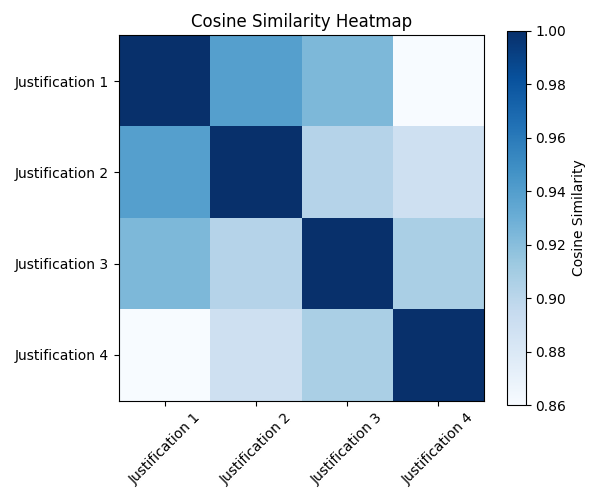 Cosine Similarity Heatmap
Justification 1
Justification 2
Justification 3
Justification 4
Justification 1
Justification 2
Justification 3
Justification 4
1.00
0.98
0.96
0.94
0.92
0.90
0.88
0.86
Cosine Similarity